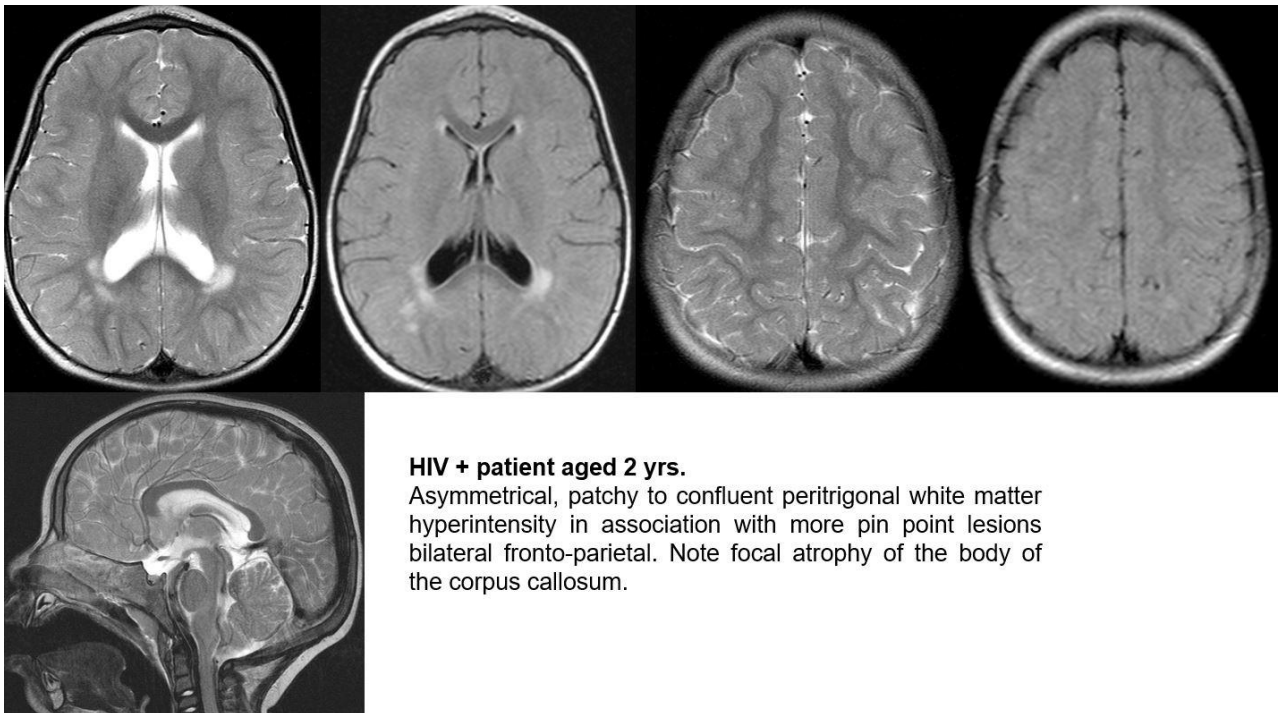 HIV + patient aged 2 yrs.
Asymmetrical, patchy to confluent peritrigonal white matter
hyperintensity in association with more pin point lesions
bilateral fronto-parietal. Note focal atrophy of the body of
the corpus callosum.